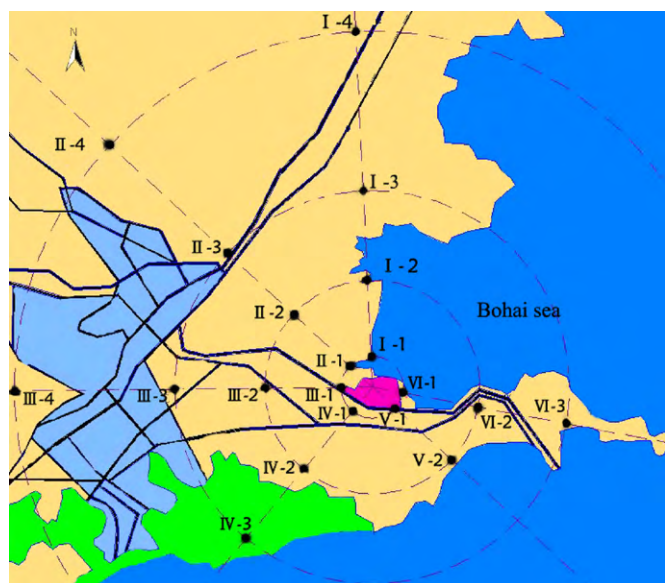 I-4
N
II-4
I-3
II-3
I-2
II-2
Bohai sea
I-1
II-1
III-4
III-3
III-2
III-1
VI-1
IV-1
V-1
VI-2
VI-3
IV-2
V-2
IV-3